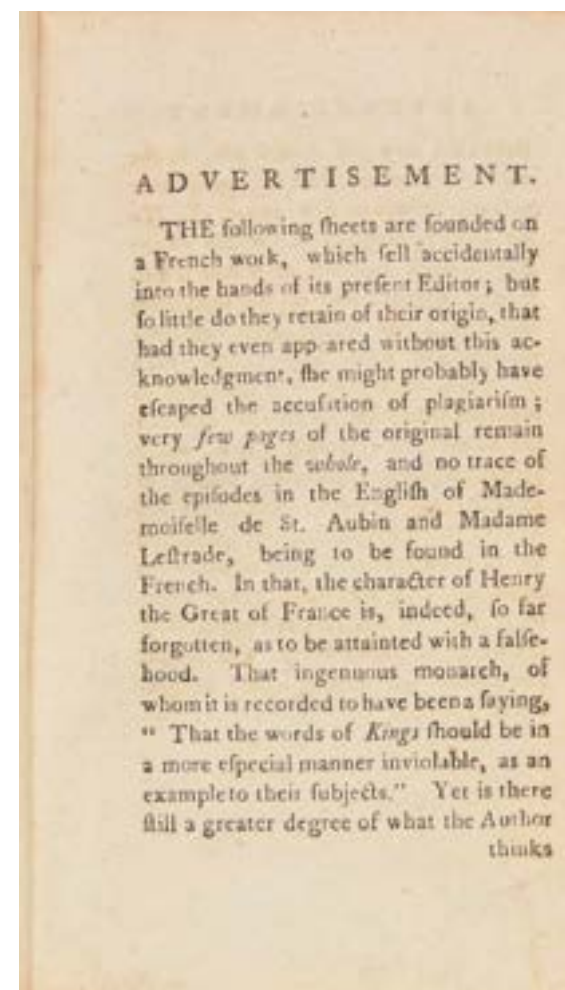 ADVERTISEMENT.
THE following ſheets are founded on
a French work, which fell accidentally
into the hands of its preſent Editor; but
ſo little do they retain of their origin, that
had they even app ared without this ac-
knowledgment, ſhe might probably have
eſcaped the accuſation of plagiariſm;
very few pages of the original remain
throughout the whole, and no trace of
the epiſodes in the Engliſh of Made-
moiſelle de St. Aubin and Madame
Leſtrade, being to be found in the
French. In that, the character of Henry
the Great of France is, indeed, ſo far
forgotten, as to be attainted with a falſe-
hood. That ingenuous monarch, of
whom it is recorded to have been a ſaying,
“ That the words of Kings ſhould be in
a more eſpecial manner inviolable, as an
example to their ſubjects.” Yet is there
ſtill a greater degree of what the Author
thinks